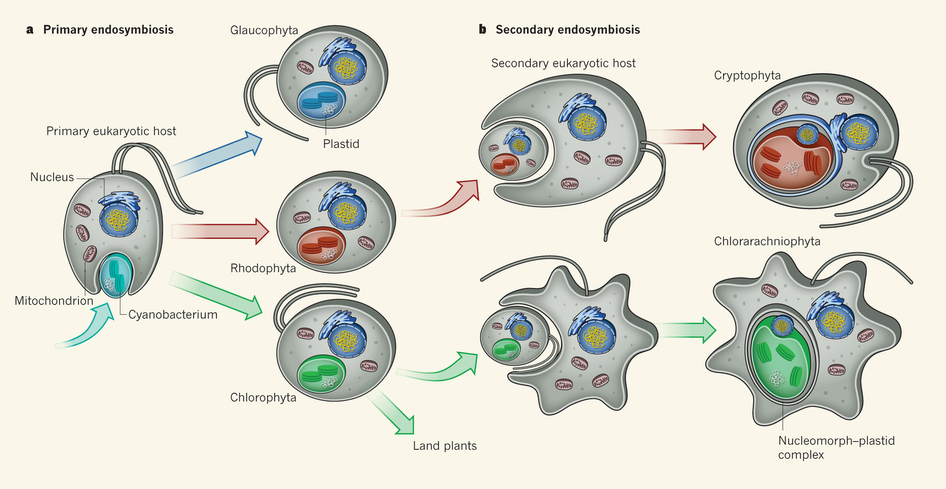 a Primary endosymbiosis
Glaucophyta
Plastid
Primary eukaryotic host
Nucleus
Mitochondrion
Cyanobacterium
Rhodophyta
Chlorophyta
Land plants
b Secondary endosymbiosis
Secondary eukaryotic host
Cryptophyta
Chlorarachniophyta
Nucleomorph–plastid
complex